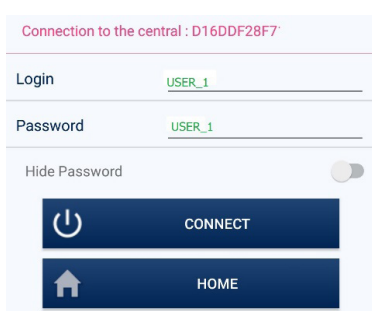 Connection to the central : D16DDF28F7
Login USER_1
Password USER_1
Hide Password
CONNECT
HOME